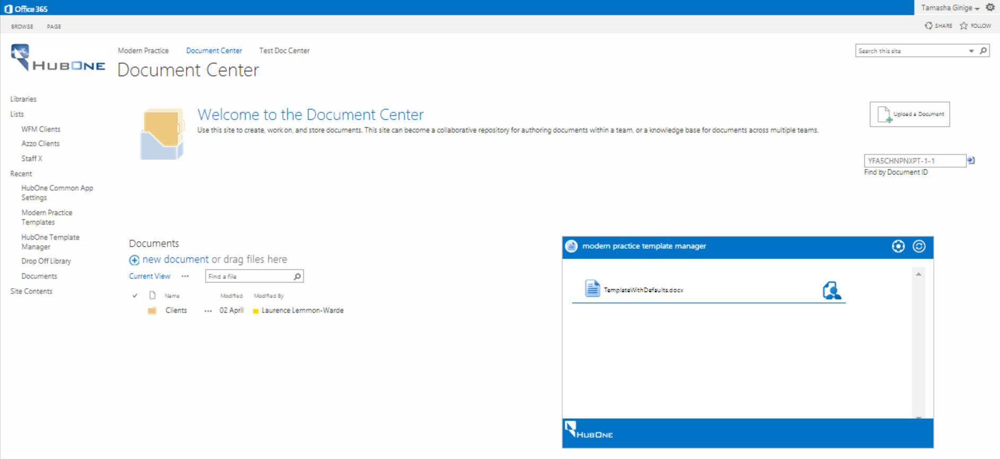 Office 365
Tamasha Ginige
BROWSE PAGE
SHARE FOLLOW
HUBONE
Modern Practice Document Center Test Doc Center
Search this site
Document Center
Libraries
Lists
WFM Clients
Azzo Clients
Staff X
Recent
HubOne Common App
Settings
Modern Practice
Templates
HubOne Template
Manager
Drop Off Library
Documents
Site Contents
Welcome to the Document Center
Use this site to create, work on, and store documents. This site can become a collaborative repository for authoring documents within a team, or a knowledge base for documents across multiple teams.
Upload a Document
YFA5CHNPNXPT-1-1
Find by Document ID
Documents
new document or drag files here
Current View ... Find a file
Name Modified Modified By
Clients ... 02 April Laurence Lemmon-Warde
modern practice template manager
TemplateWithDefaults.docx
HUBONE